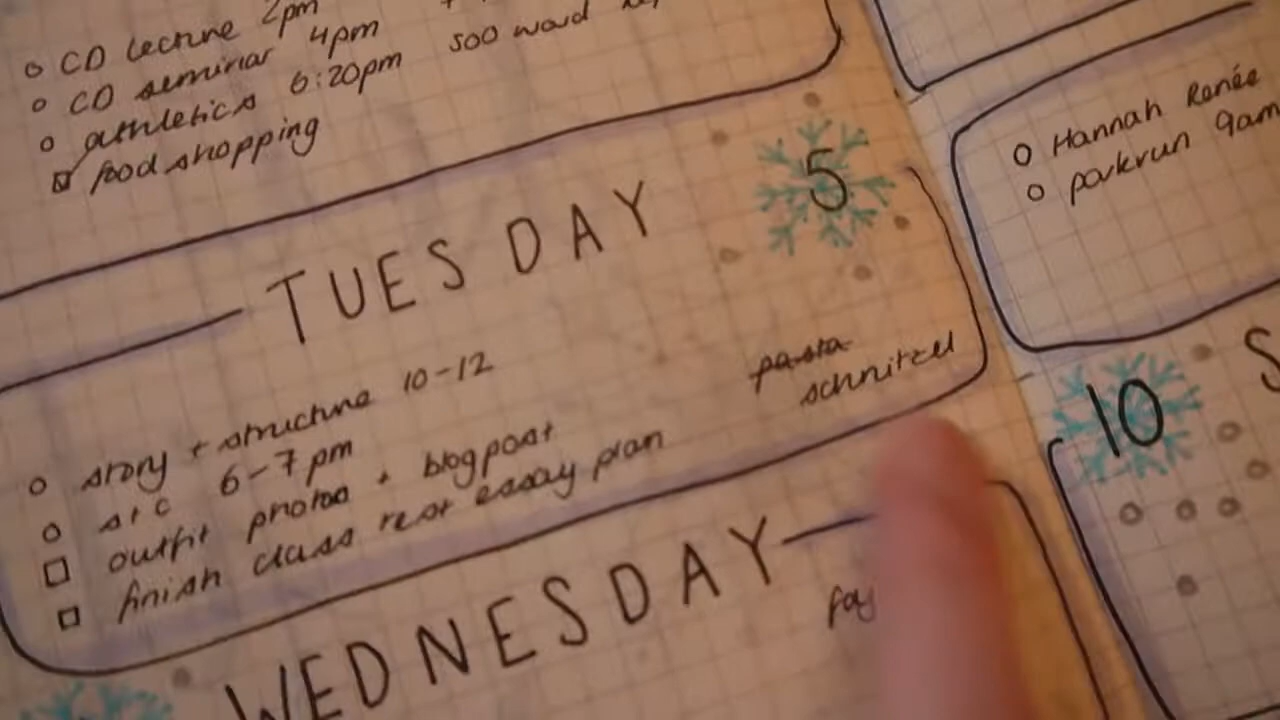 CD lecture 2pm
CD seminar 4pm
athletics 6:20pm
500 word
food shopping
TUESDAY
5
story + structure 10-12
s+c 6-7pm
outfit photos + blogpost
finish class test essay plan
pasta
schnitzel
WEDNESDAY
Hannah Renée
parkrun 9am
10
S